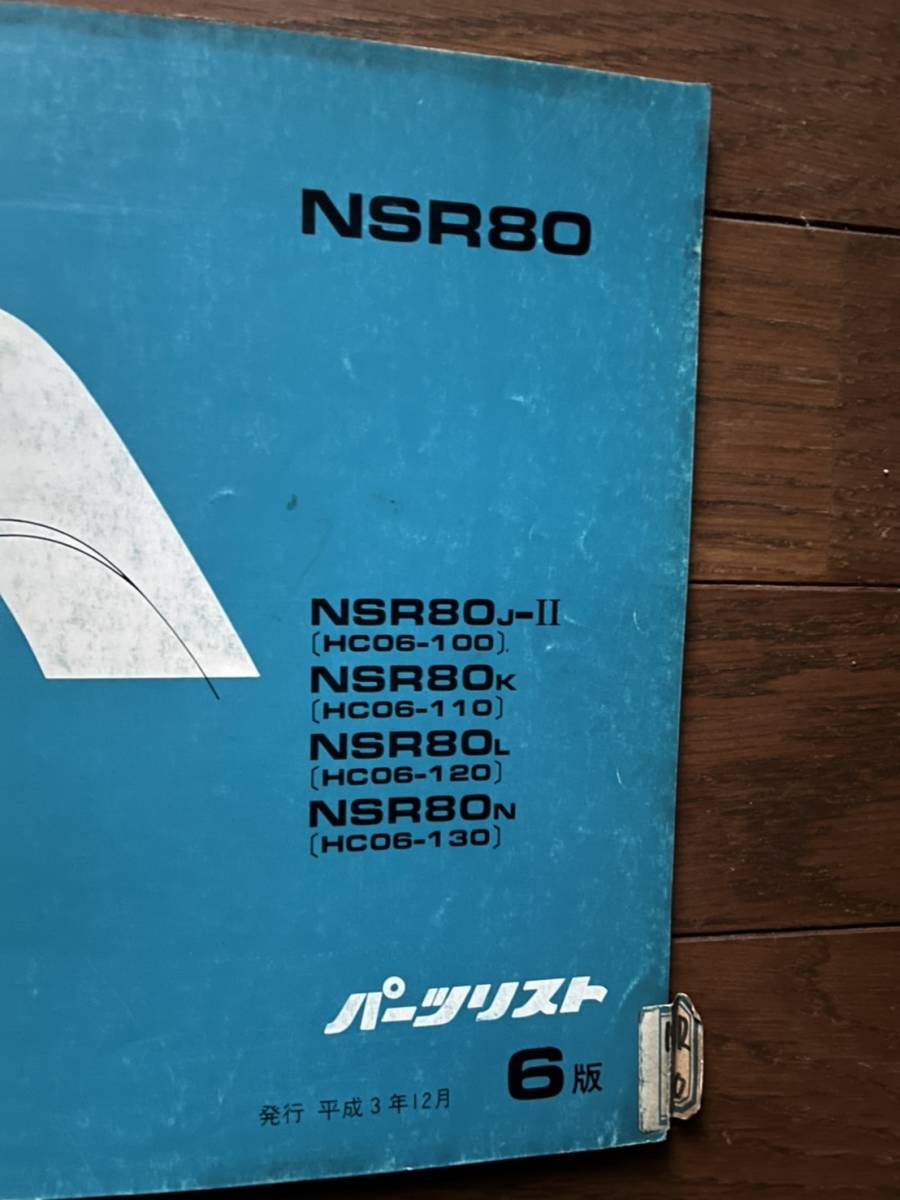 NSR80
NSR80J-II
[HC06-100]
NSR80K
[HC06-110]
NSR80L
[HC06-120]
NSR80N
[HC06-130]
パーツリスト
6版
発行 平成3年12月